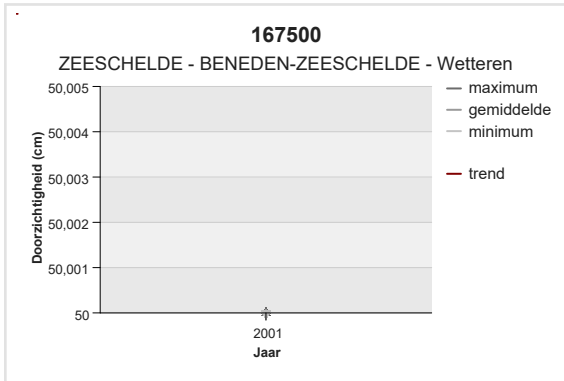 167500
ZEESCHELDE - BENEDEN-ZEESCHELDE - Wetteren
50,005
50,004
50,003
50,002
50,001
50
Doorzichtigheid (cm)
2001
Jaar
maximum
gemiddelde
minimum
trend